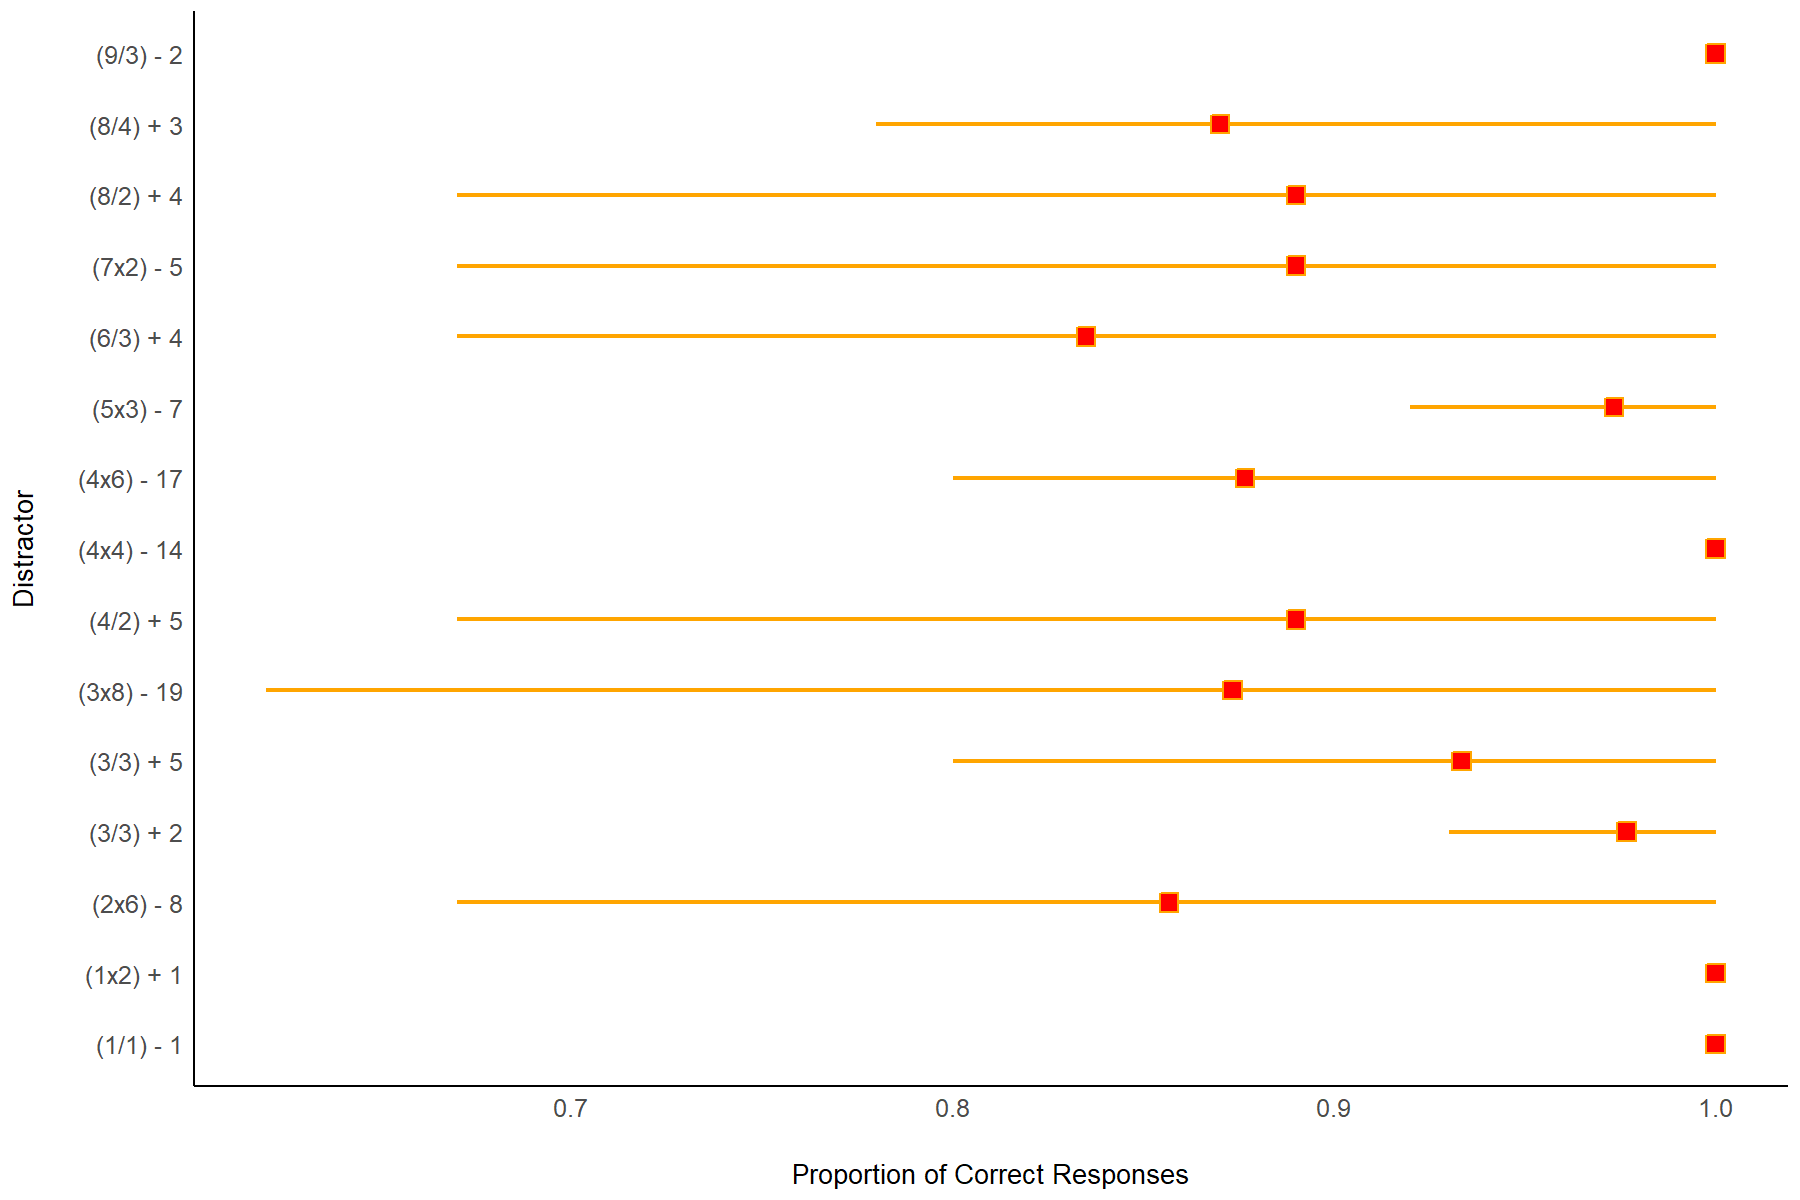 Distractor
(9/3) - 2
(8/4) + 3
(8/2) + 4
(7x2) - 5
(6/3) + 4
(5x3) - 7
(4x6) - 17
(4x4) - 14
(4/2) + 5
(3x8) - 19
(3/3) + 5
(3/3) + 2
(2x6) - 8
(1x2) + 1
(1/1) - 1
0.7 0.8 0.9 1.0
Proportion of Correct Responses